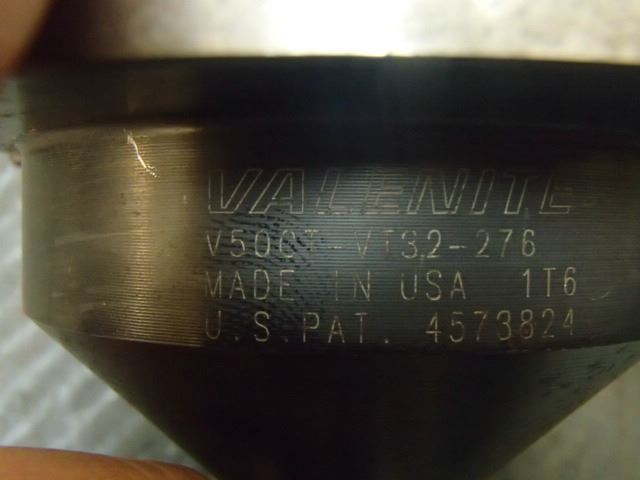 VALENITE
V50CT-VT32-276
MADE IN USA 1T6
U.S. PAT. 4573824